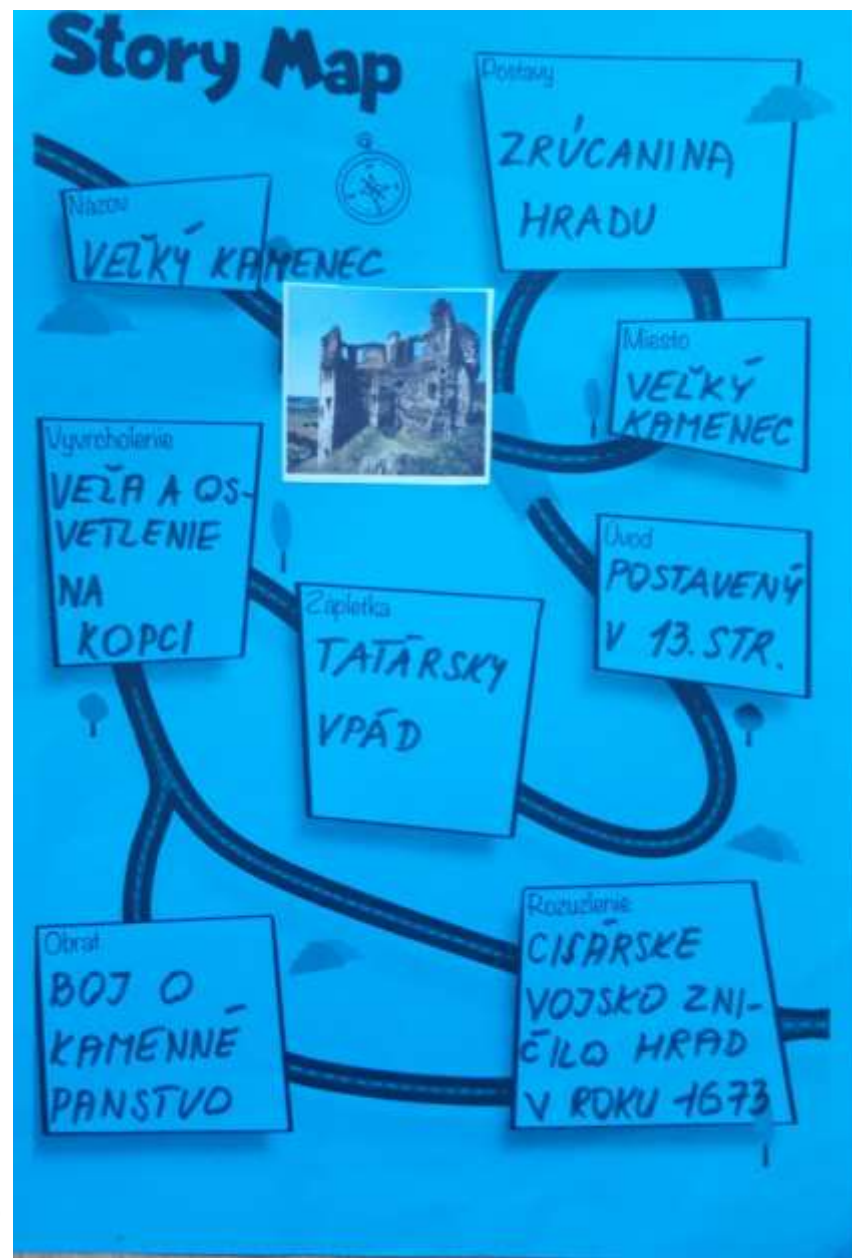 Story Map
Názov
VEĽKÝ KAMENEC
Postavy
ZRÚCANINA
HRADU
Miesto
VEĽKÝ
KAMENEC
Úvod
POSTAVENÝ
V 13. STR.
Zápletka
TATÁRSKY
VPÁD
Vyvrcholenie
VEŽA A OS-
VETLENIE
NA
KOPCI
Obrat
BOJ O
KAMENNÉ
PANSTVO
Rozuzlenie
CISÁRSKE
VOJSKO ZNI-
ČILO HRAD
V ROKU 1673